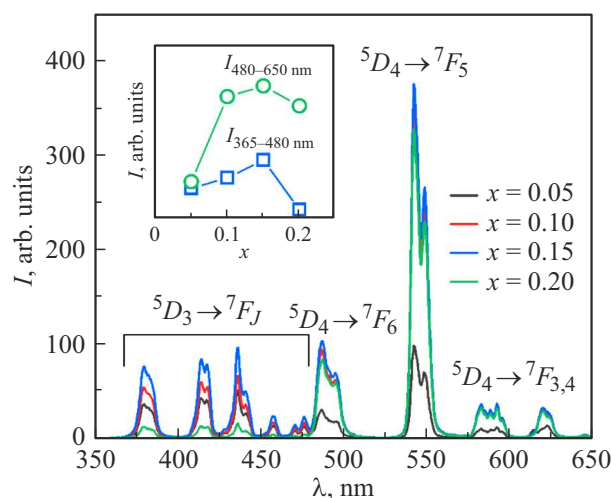 400
300
200
100
0
I, arb. units
350 400 450 500 550 600 650
λ, nm
⁵D₄→⁷F₅
I₄₈₀₋₆₅₀ nm
I₃₆₅₋₄₈₀ nm
I, arb. units
0 0.1 0.2
x
x = 0.05
x = 0.10
x = 0.15
x = 0.20
⁵D₃→⁷F_J
⁵D₄→⁷F₆
⁵D₄→⁷F₃,₄